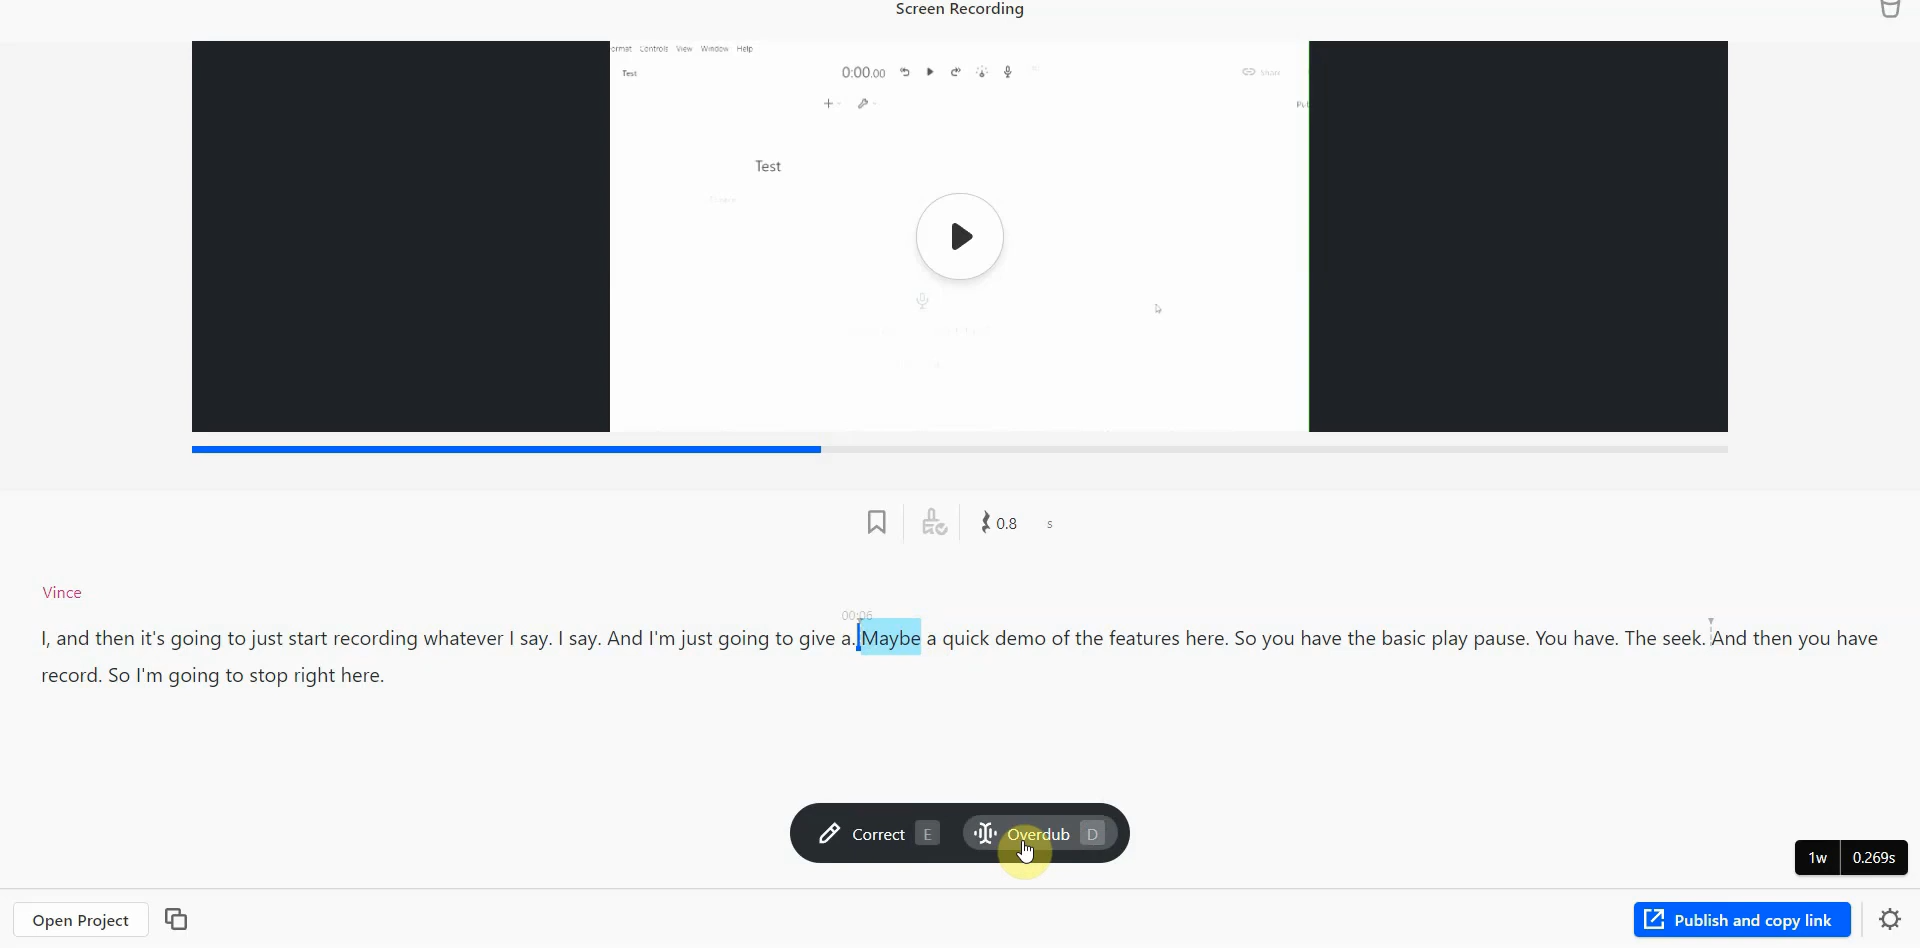 Screen Recording
ormat Controls View Window Help
Test 0:00.00 Share
Test
0.8 s
Vince
00:06
I, and then it's going to just start recording whatever I say. I say. And I'm just going to give a. Maybe a quick demo of the features here. So you have the basic play pause. You have. The seek. And then you have
record. So I'm going to stop right here.
Correct E Overdub D
1w 0.269s
Open Project Publish and copy link